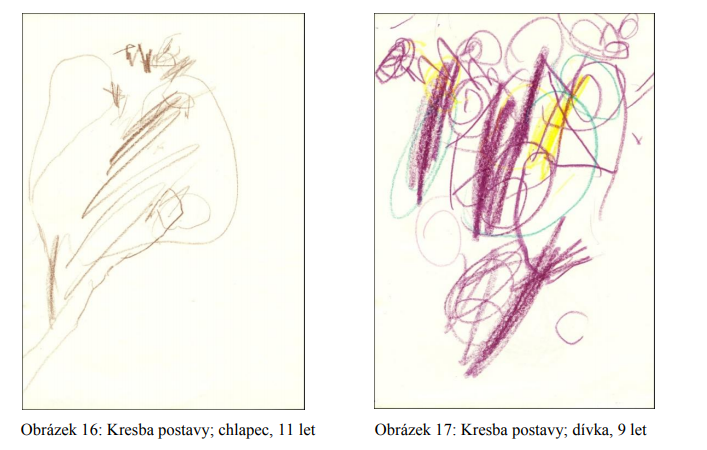 Obrázek 16: Kresba postavy; chlapec, 11 let
Obrázek 17: Kresba postavy; dívka, 9 let